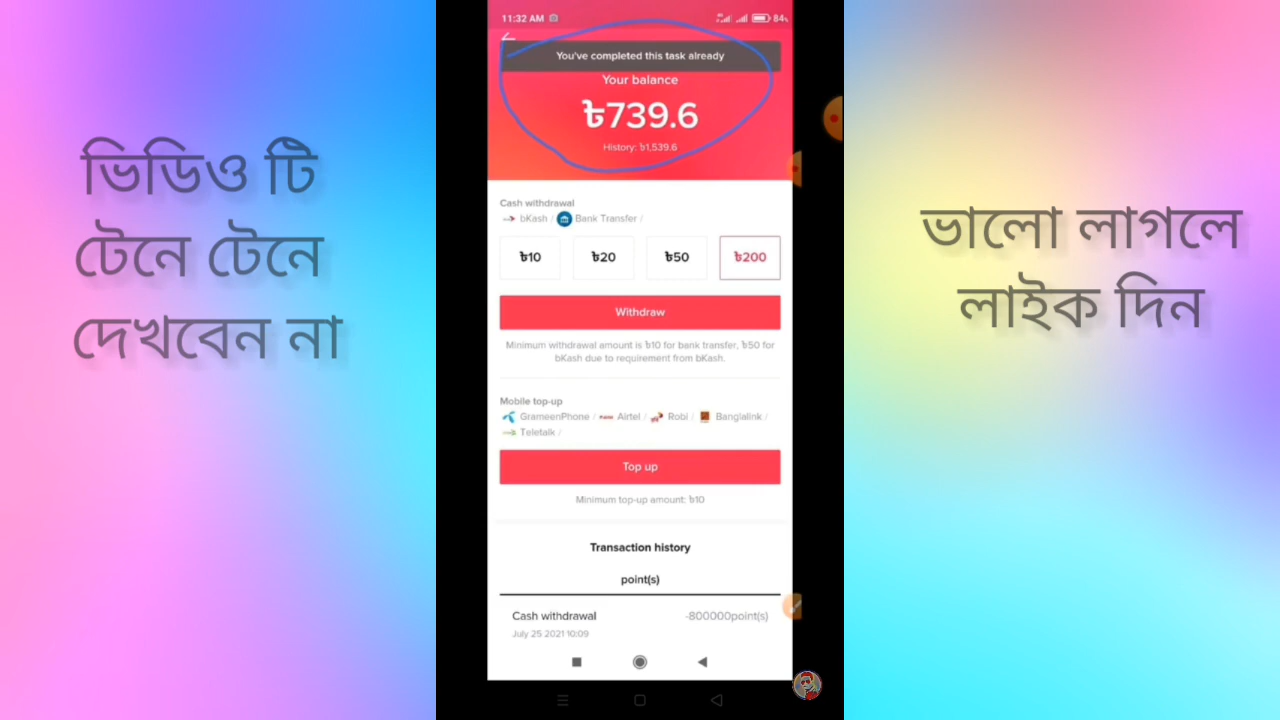 ভিডিও টি
টেনে টেনে
দেখবেন না
11:32 AM
84%
You've completed this task already
Your balance
৳739.6
History: ৳1,539.6
Cash withdrawal
bKash / Bank Transfer /
৳10 ৳20 ৳50 ৳200
Withdraw
Minimum withdrawal amount is ৳10 for bank transfer, ৳50 for
bKash due to requirement from bKash.
Mobile top-up
GrameenPhone / Airtel / Robi / Banglalink /
Teletalk /
Top up
Minimum top-up amount: ৳10
Transaction history
point(s)
Cash withdrawal -800000point(s)
July 25 2021 10:09
ভালো লাগলে
লাইক দিন